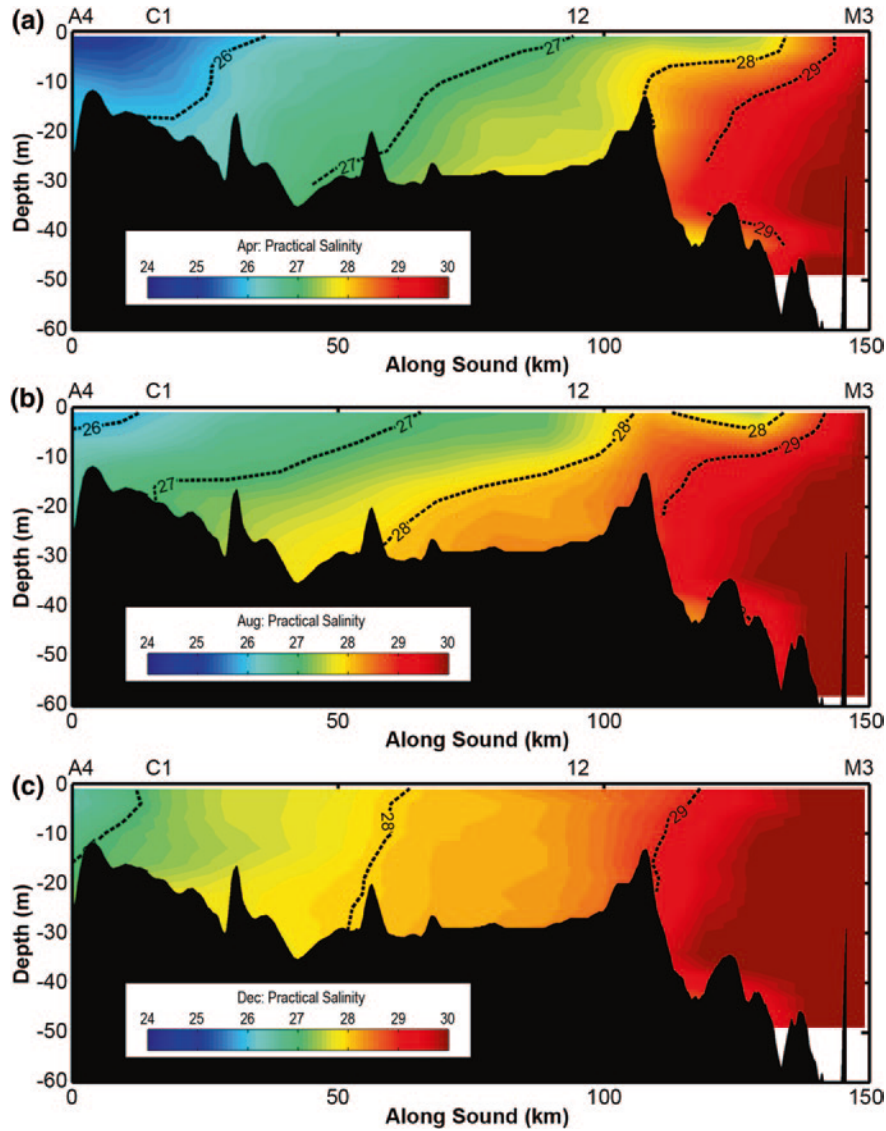 (a) A4 C1 12 M3
0
-10
-20
-30
-40
-50
-60
Depth (m)
26
27
28
29
27
29
Apr: Practical Salinity
24 25 26 27 28 29 30
0 50 100 150
Along Sound (km)
(b) A4 C1 12 M3
0
-10
-20
-30
-40
-50
-60
Depth (m)
26
27
28
28
29
27
28
Aug: Practical Salinity
24 25 26 27 28 29 30
0 50 100 150
Along Sound (km)
(c) A4 C1 12 M3
0
-10
-20
-30
-40
-50
-60
Depth (m)
28
29
Dec: Practical Salinity
24 25 26 27 28 29 30
0 50 100 150
Along Sound (km)